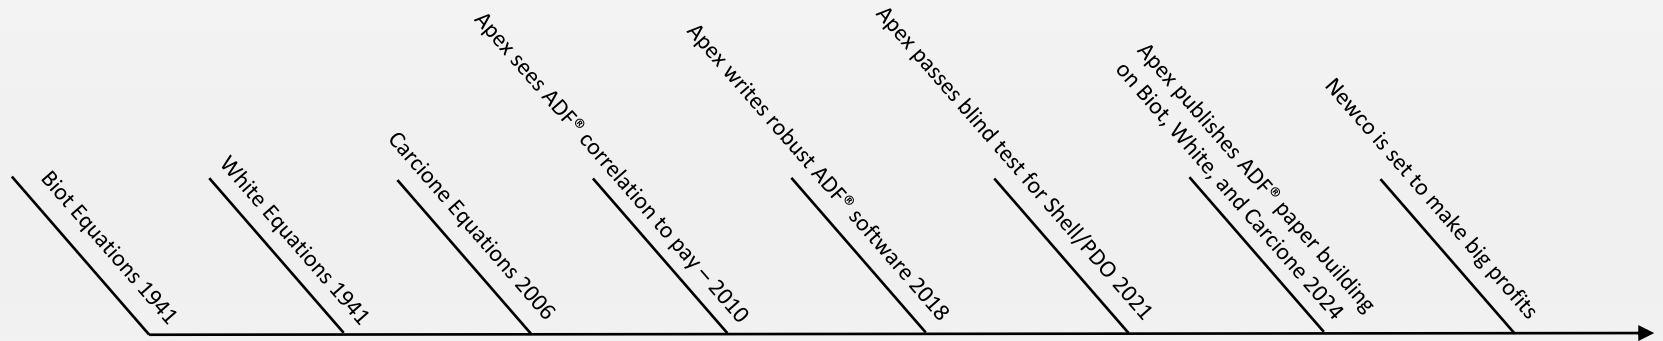 Biot Equations 1941
White Equations 1941
Carcione Equations 2006
Apex sees ADF® correlation to pay – 2010
Apex writes robust ADF® software 2018
Apex passes blind test for Shell/PDO 2021
Apex publishes ADF® paper building
on Biot, White, and Carcione 2024
Newco is set to make big profits